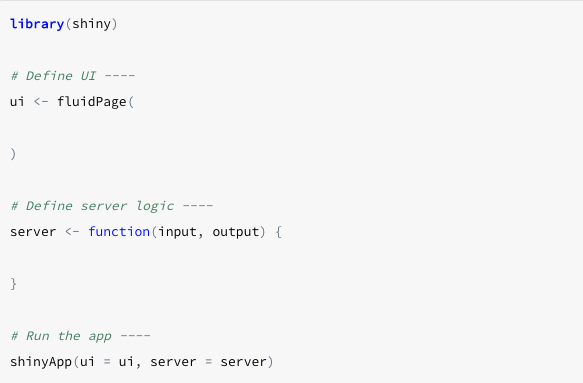 library(shiny)
# Define UI ----
ui <- fluidPage(
)
# Define server logic ----
server <- function(input, output) {
}
# Run the app ----
shinyApp(ui = ui, server = server)